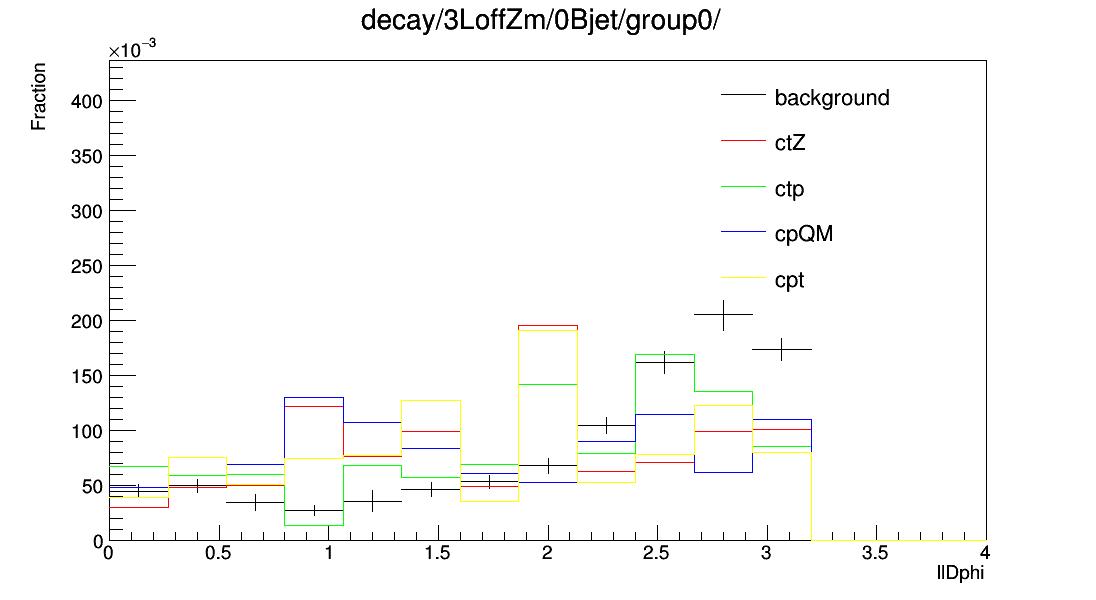 decay/3LoffZm/0Bjet/group0/
×10⁻³
Fraction
400
350
300
250
200
150
100
50
0
background
ctZ
ctp
cpQM
cpt
0 0.5 1 1.5 2 2.5 3 3.5 4
llDphi